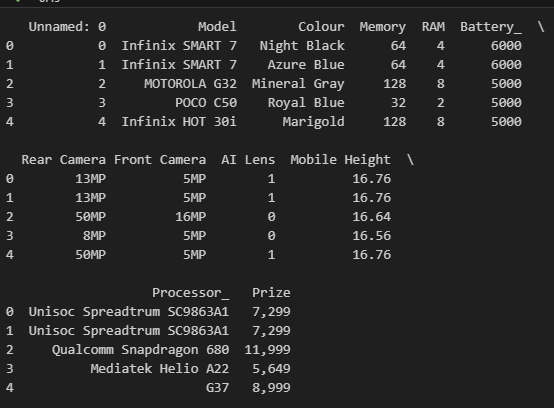 Unnamed: 0 Model Colour Memory RAM Battery_ \
0 0 Infinix SMART 7 Night Black 64 4 6000
1 1 Infinix SMART 7 Azure Blue 64 4 6000
2 2 MOTOROLA G32 Mineral Gray 128 8 5000
3 3 POCO C50 Royal Blue 32 2 5000
4 4 Infinix HOT 30i Marigold 128 8 5000
Rear Camera Front Camera AI Lens Mobile Height \
0 13MP 5MP 1 16.76
1 13MP 5MP 1 16.76
2 50MP 16MP 0 16.64
3 8MP 5MP 0 16.56
4 50MP 5MP 1 16.76
Processor_ Prize
0 Unisoc Spreadtrum SC9863A1 7,299
1 Unisoc Spreadtrum SC9863A1 7,299
2 Qualcomm Snapdragon 680 11,999
3 Mediatek Helio A22 5,649
4 G37 8,999